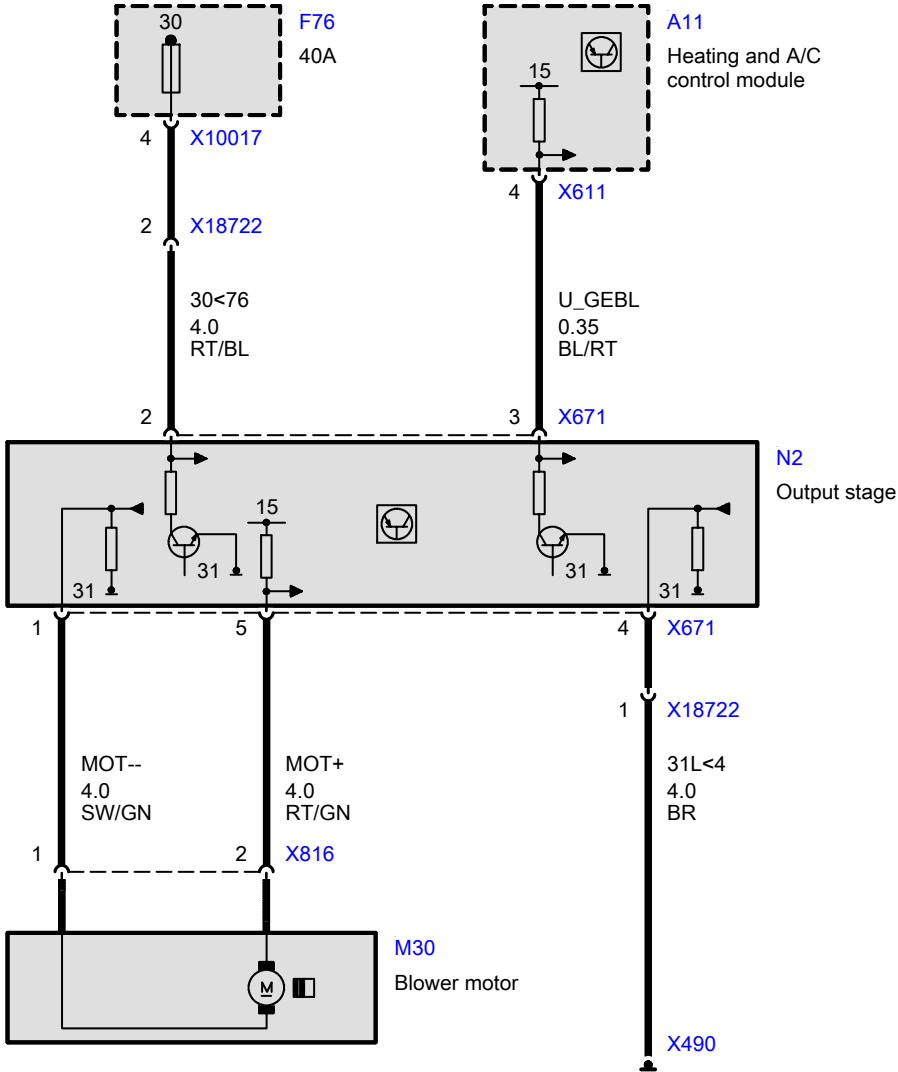 30
F76
40A
A11
Heating and A/C
control module
15
4 X10017
4 X611
2 X18722
30<76
4.0
RT/BL
U_GEBL
0.35
BL/RT
2
3 X671
N2
Output stage
15
31
31
31
31
1
5
4 X671
1 X18722
MOT--
4.0
SW/GN
MOT+
4.0
RT/GN
31L<4
4.0
BR
1
2 X816
M30
Blower motor
M
X490